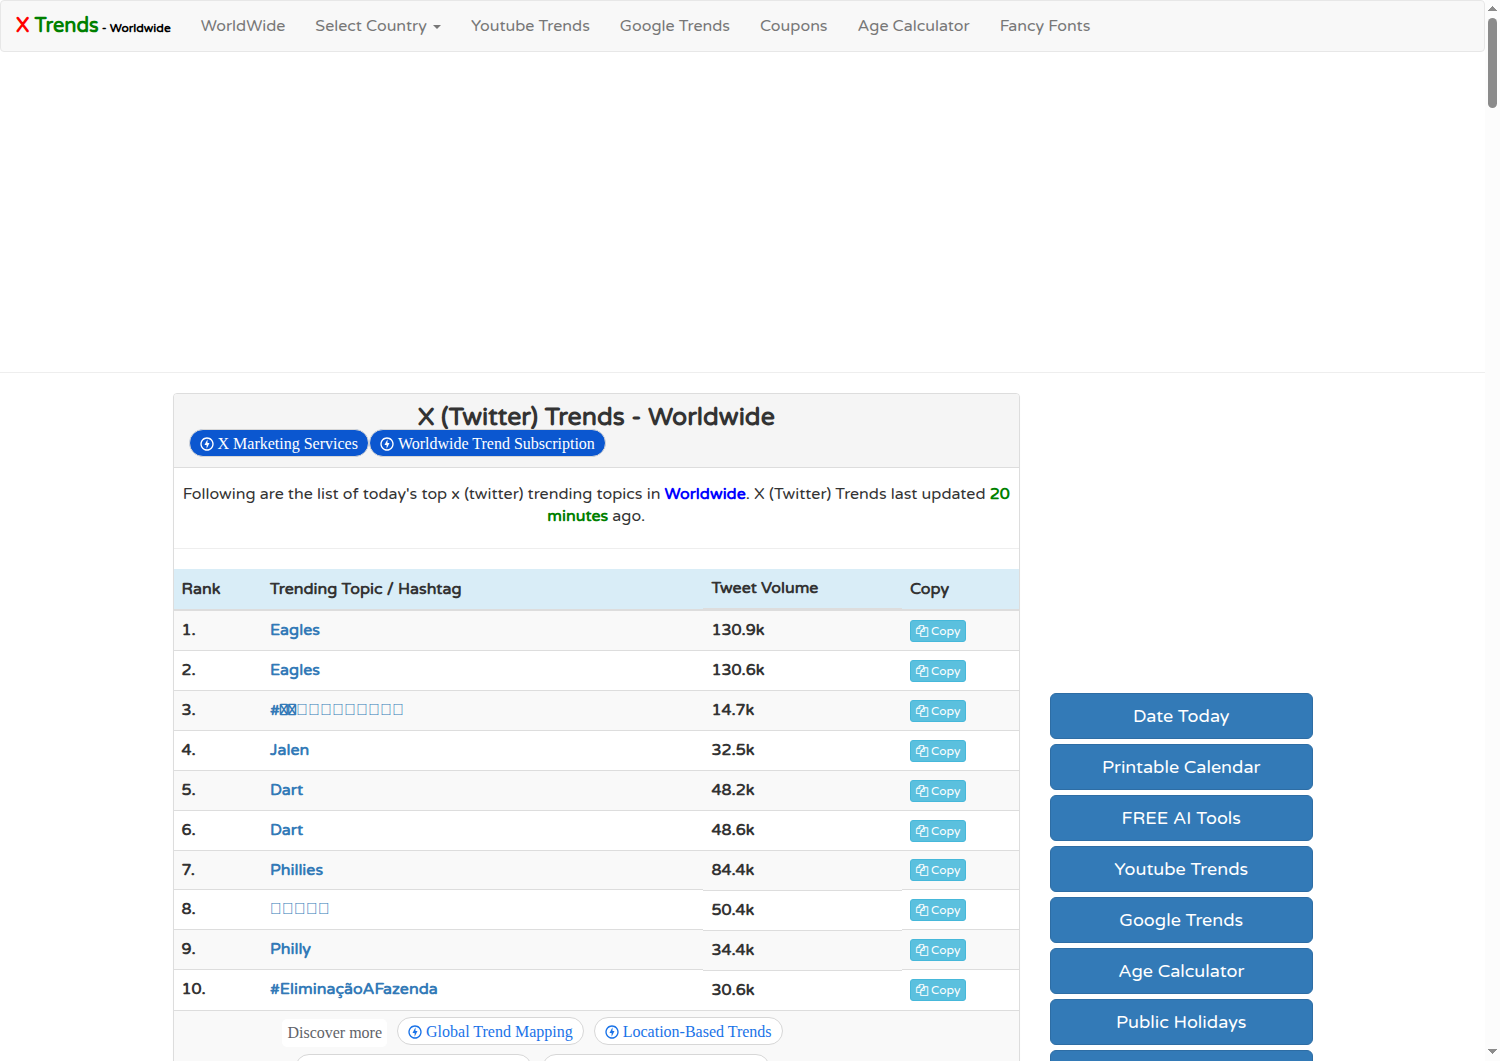 X Trends - Worldwide
WorldWide
Select Country
Youtube Trends
Google Trends
Coupons
Age Calculator
Fancy Fonts
X (Twitter) Trends - Worldwide
X Marketing Services
Worldwide Trend Subscription
Following are the list of today's top x (twitter) trending topics in Worldwide. X (Twitter) Trends last updated 20
minutes ago.
Rank Trending Topic / Hashtag Tweet Volume Copy
1. Eagles 130.9k Copy
2. Eagles 130.6k Copy
3. # 14.7k Copy
4. Jalen 32.5k Copy
5. Dart 48.2k Copy
6. Dart 48.6k Copy
7. Phillies 84.4k Copy
8. 50.4k Copy
9. Philly 34.4k Copy
10. #EliminaçãoAFazenda 30.6k Copy
Discover more
Global Trend Mapping
Location-Based Trends
Date Today
Printable Calendar
FREE AI Tools
Youtube Trends
Google Trends
Age Calculator
Public Holidays